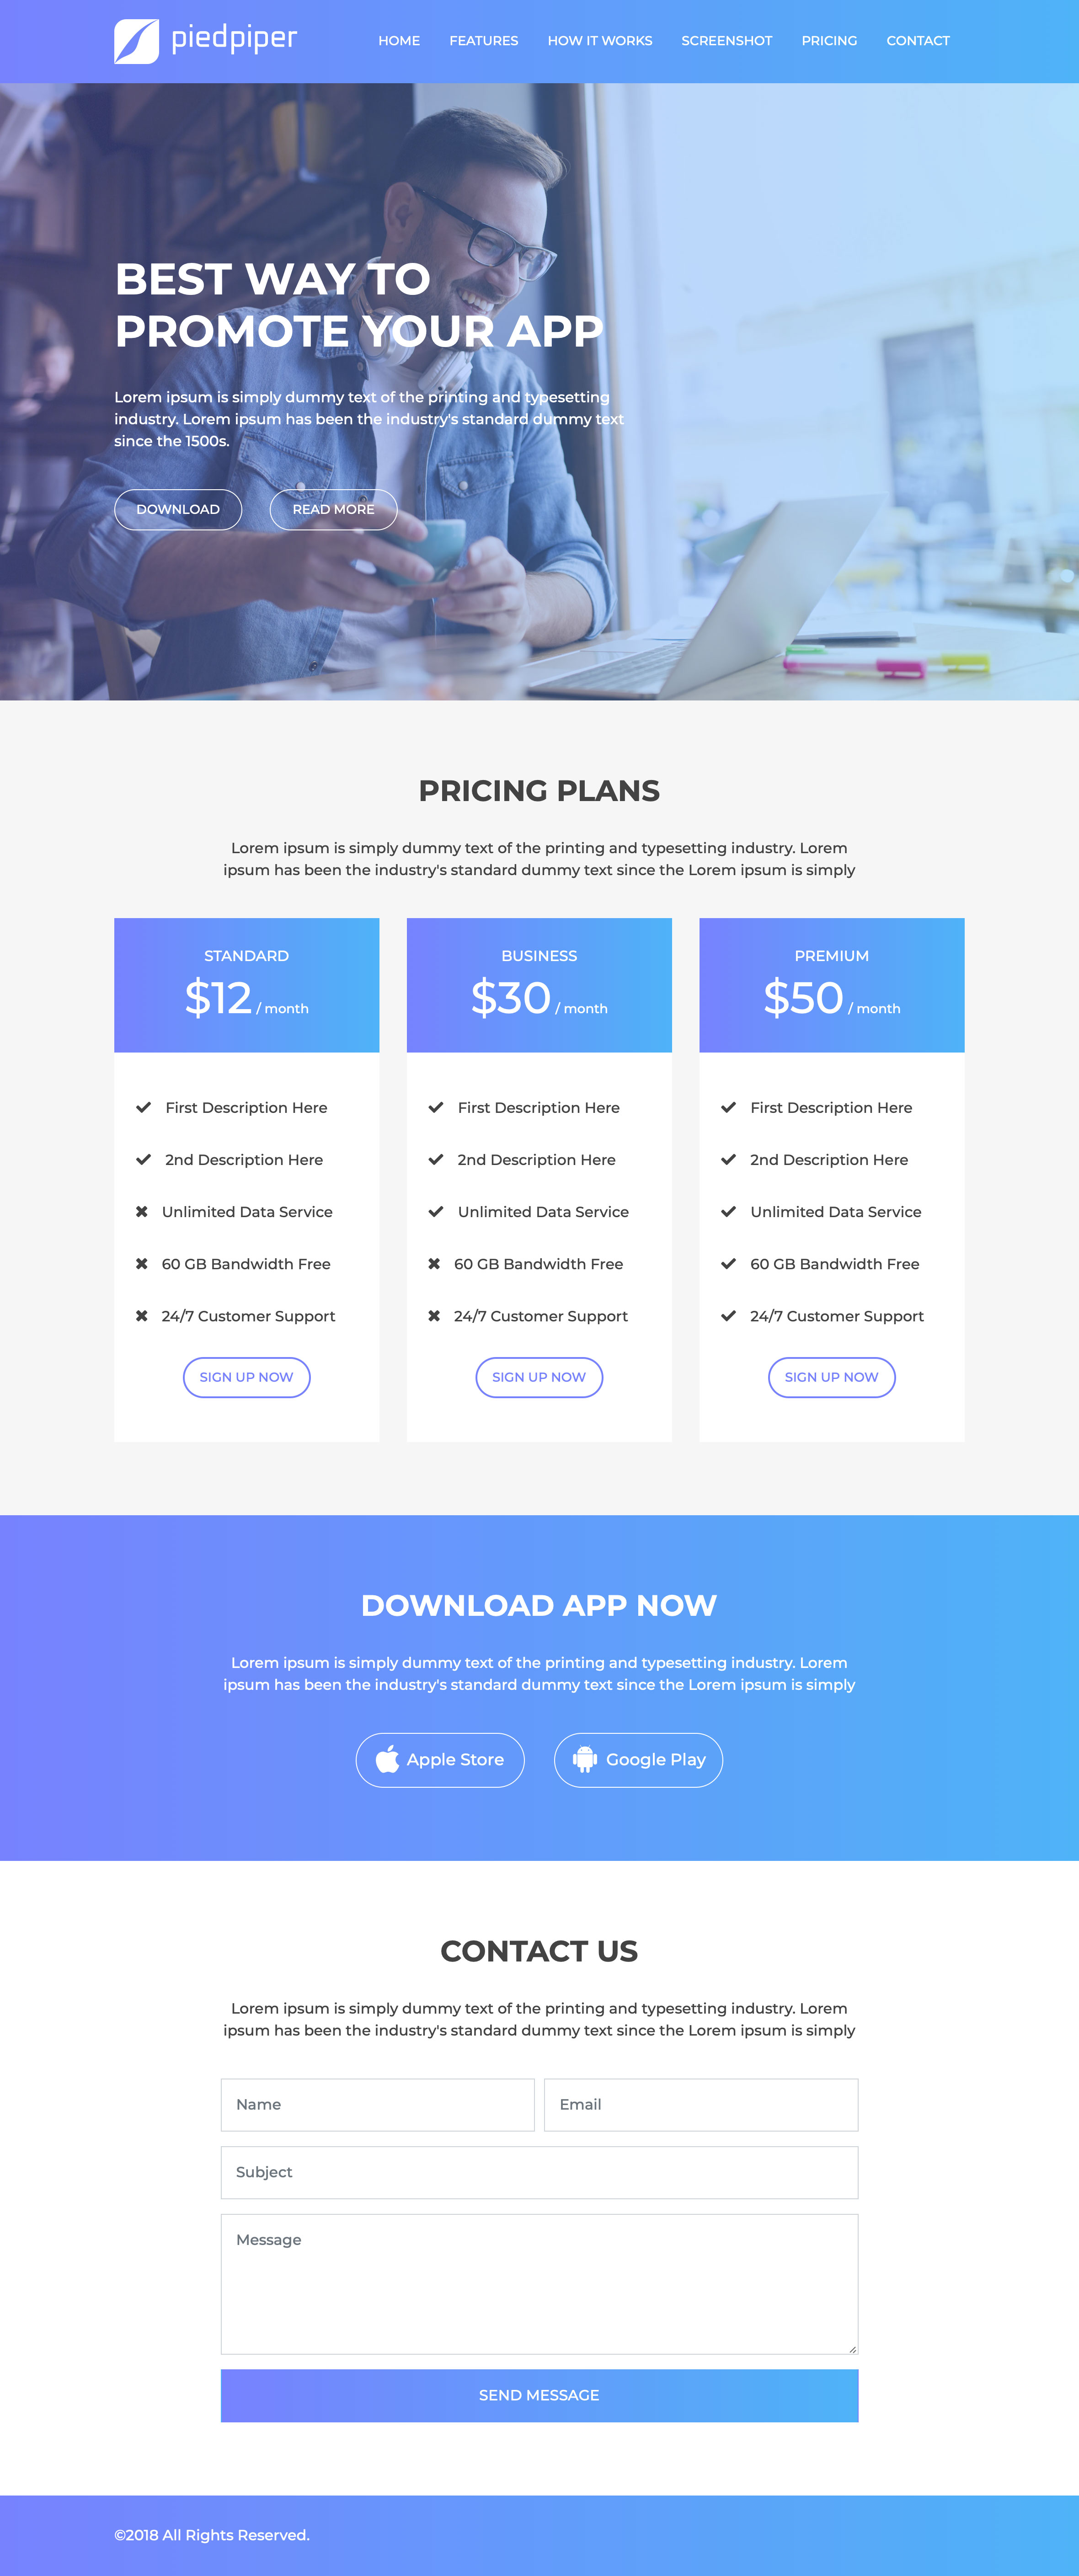 piedpiper
HOME FEATURES HOW IT WORKS SCREENSHOT PRICING CONTACT
BEST WAY TO
PROMOTE YOUR APP
Lorem ipsum is simply dummy text of the printing and typesetting
industry. Lorem ipsum has been the industry's standard dummy text
since the 1500s.
DOWNLOAD READ MORE
PRICING PLANS
Lorem ipsum is simply dummy text of the printing and typesetting industry. Lorem
ipsum has been the industry's standard dummy text since the Lorem ipsum is simply
STANDARD
$12 / month
First Description Here
2nd Description Here
Unlimited Data Service
60 GB Bandwidth Free
24/7 Customer Support
SIGN UP NOW
BUSINESS
$30 / month
First Description Here
2nd Description Here
Unlimited Data Service
60 GB Bandwidth Free
24/7 Customer Support
SIGN UP NOW
PREMIUM
$50 / month
First Description Here
2nd Description Here
Unlimited Data Service
60 GB Bandwidth Free
24/7 Customer Support
SIGN UP NOW
DOWNLOAD APP NOW
Lorem ipsum is simply dummy text of the printing and typesetting industry. Lorem
ipsum has been the industry's standard dummy text since the Lorem ipsum is simply
Apple Store Google Play
CONTACT US
Lorem ipsum is simply dummy text of the printing and typesetting industry. Lorem
ipsum has been the industry's standard dummy text since the Lorem ipsum is simply
Name Email
Subject
Message
SEND MESSAGE
©2018 All Rights Reserved.